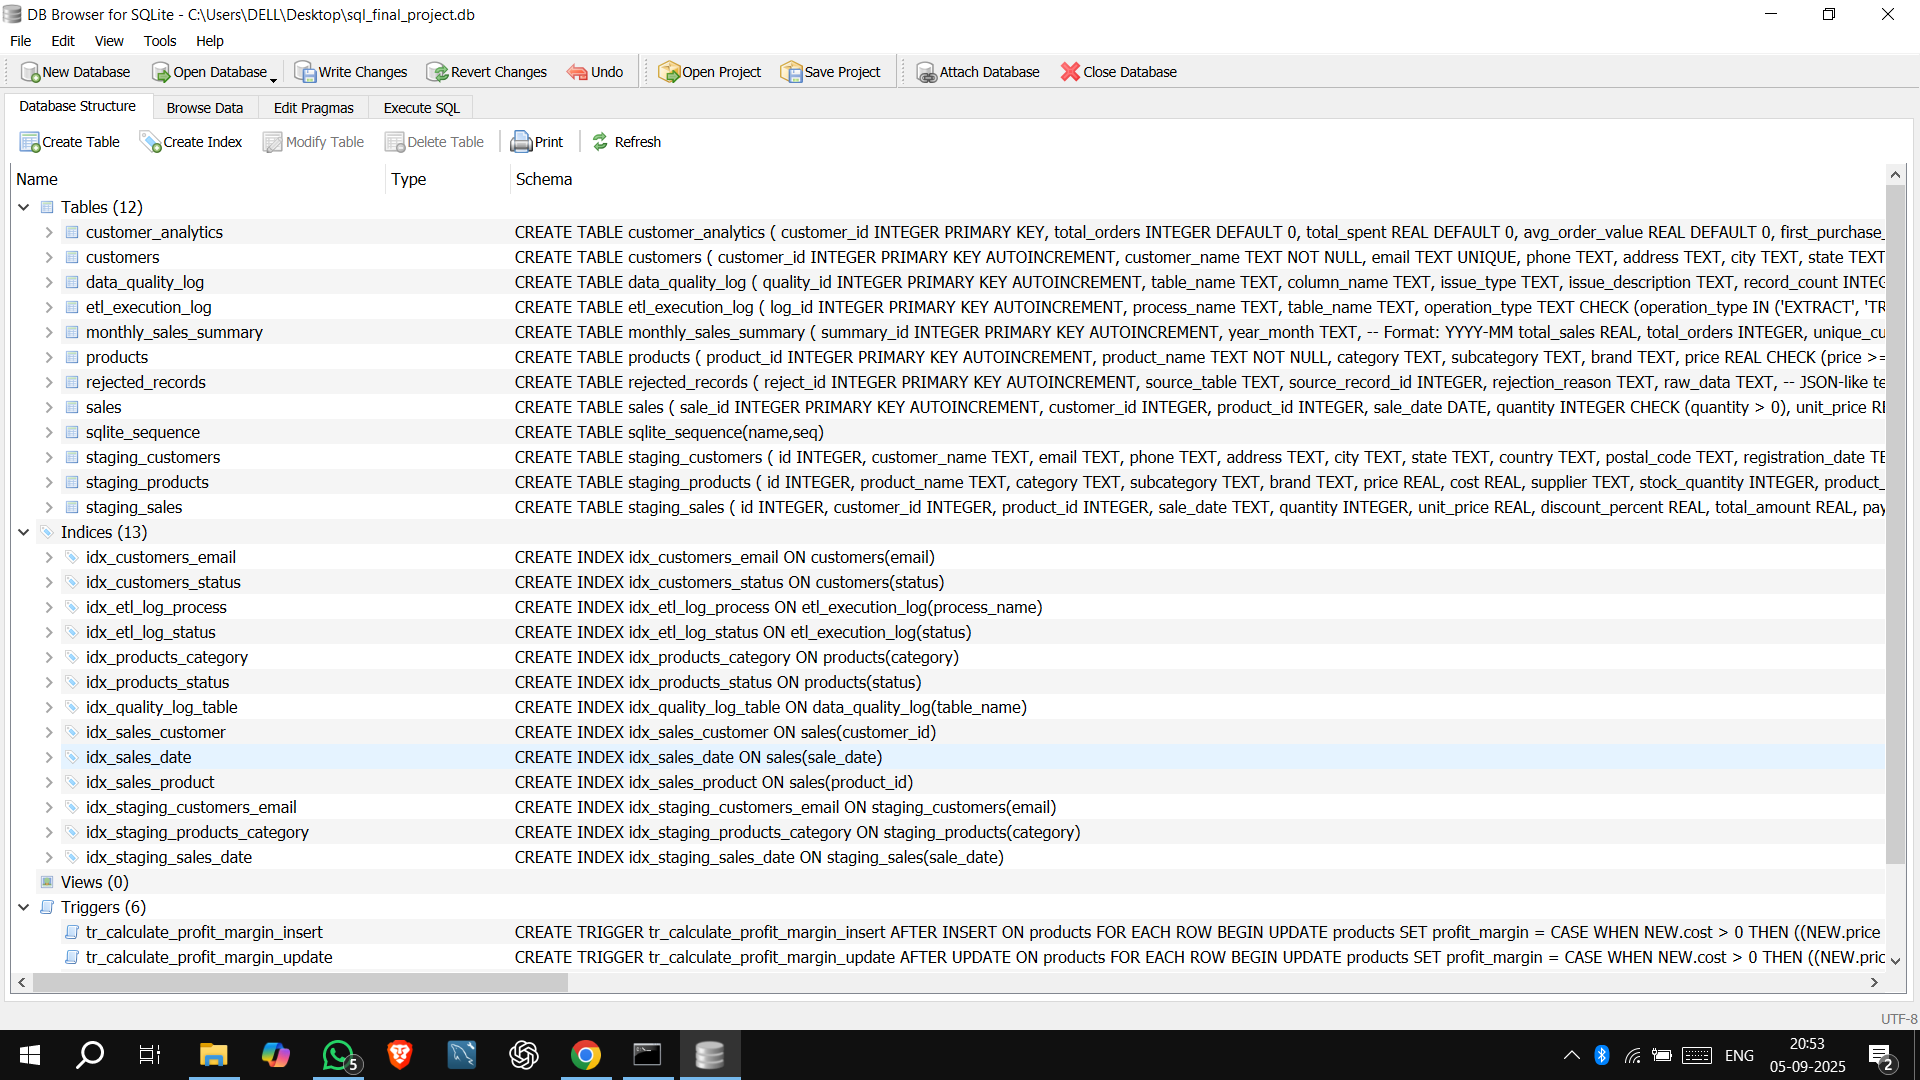 DB Browser for SQLite - C:\Users\DELL\Desktop\sql_final_project.db
File Edit View Tools Help
New Database Open Database Write Changes Revert Changes Undo Open Project Save Project Attach Database Close Database
Database Structure Browse Data Edit Pragmas Execute SQL
Create Table Create Index Modify Table Delete Table Print Refresh
Name Type Schema
Tables (12)
customer_analytics CREATE TABLE customer_analytics ( customer_id INTEGER PRIMARY KEY, total_orders INTEGER DEFAULT 0, total_spent REAL DEFAULT 0, avg_order_value REAL DEFAULT 0, first_purchase_
customers CREATE TABLE customers ( customer_id INTEGER PRIMARY KEY AUTOINCREMENT, customer_name TEXT NOT NULL, email TEXT UNIQUE, phone TEXT, address TEXT, city TEXT, state TEXT
data_quality_log CREATE TABLE data_quality_log ( quality_id INTEGER PRIMARY KEY AUTOINCREMENT, table_name TEXT, column_name TEXT, issue_type TEXT, issue_description TEXT, record_count INTEG
etl_execution_log CREATE TABLE etl_execution_log ( log_id INTEGER PRIMARY KEY AUTOINCREMENT, process_name TEXT, table_name TEXT, operation_type TEXT CHECK (operation_type IN ('EXTRACT', 'TR
monthly_sales_summary CREATE TABLE monthly_sales_summary ( summary_id INTEGER PRIMARY KEY AUTOINCREMENT, year_month TEXT, -- Format: YYYY-MM total_sales REAL, total_orders INTEGER, unique_cu
products CREATE TABLE products ( product_id INTEGER PRIMARY KEY AUTOINCREMENT, product_name TEXT NOT NULL, category TEXT, subcategory TEXT, brand TEXT, price REAL CHECK (price >=
rejected_records CREATE TABLE rejected_records ( reject_id INTEGER PRIMARY KEY AUTOINCREMENT, source_table TEXT, source_record_id INTEGER, rejection_reason TEXT, raw_data TEXT, -- JSON-like te
sales CREATE TABLE sales ( sale_id INTEGER PRIMARY KEY AUTOINCREMENT, customer_id INTEGER, product_id INTEGER, sale_date DATE, quantity INTEGER CHECK (quantity > 0), unit_price RE
sqlite_sequence CREATE TABLE sqlite_sequence(name,seq)
staging_customers CREATE TABLE staging_customers ( id INTEGER, customer_name TEXT, email TEXT, phone TEXT, address TEXT, city TEXT, state TEXT, country TEXT, postal_code TEXT, registration_date TE
staging_products CREATE TABLE staging_products ( id INTEGER, product_name TEXT, category TEXT, subcategory TEXT, brand TEXT, price REAL, cost REAL, supplier TEXT, stock_quantity INTEGER, product_
staging_sales CREATE TABLE staging_sales ( id INTEGER, customer_id INTEGER, product_id INTEGER, sale_date TEXT, quantity INTEGER, unit_price REAL, discount_percent REAL, total_amount REAL, pay
Indices (13)
idx_customers_email CREATE INDEX idx_customers_email ON customers(email)
idx_customers_status CREATE INDEX idx_customers_status ON customers(status)
idx_etl_log_process CREATE INDEX idx_etl_log_process ON etl_execution_log(process_name)
idx_etl_log_status CREATE INDEX idx_etl_log_status ON etl_execution_log(status)
idx_products_category CREATE INDEX idx_products_category ON products(category)
idx_products_status CREATE INDEX idx_products_status ON products(status)
idx_quality_log_table CREATE INDEX idx_quality_log_table ON data_quality_log(table_name)
idx_sales_customer CREATE INDEX idx_sales_customer ON sales(customer_id)
idx_sales_date CREATE INDEX idx_sales_date ON sales(sale_date)
idx_sales_product CREATE INDEX idx_sales_product ON sales(product_id)
idx_staging_customers_email CREATE INDEX idx_staging_customers_email ON staging_customers(email)
idx_staging_products_category CREATE INDEX idx_staging_products_category ON staging_products(category)
idx_staging_sales_date CREATE INDEX idx_staging_sales_date ON staging_sales(sale_date)
Views (0)
Triggers (6)
tr_calculate_profit_margin_insert CREATE TRIGGER tr_calculate_profit_margin_insert AFTER INSERT ON products FOR EACH ROW BEGIN UPDATE products SET profit_margin = CASE WHEN NEW.cost > 0 THEN ((NEW.price
tr_calculate_profit_margin_update CREATE TRIGGER tr_calculate_profit_margin_update AFTER UPDATE ON products FOR EACH ROW BEGIN UPDATE products SET profit_margin = CASE WHEN NEW.cost > 0 THEN ((NEW.pric
UTF-8
5
ENG
20:53
05-09-2025
2